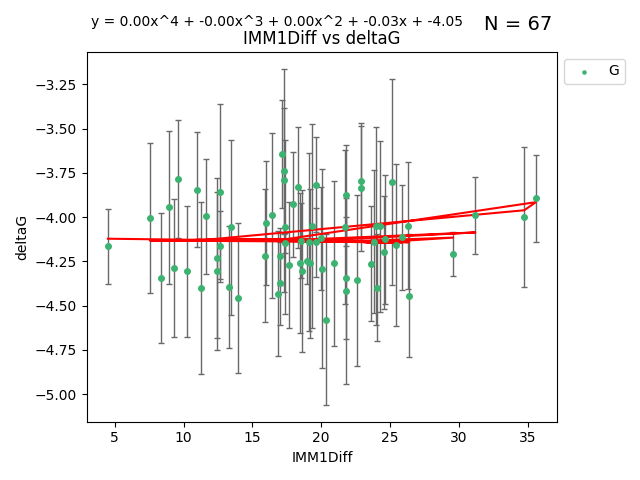 y = 0.00x^4 + -0.00x^3 + 0.00x^2 + -0.03x + -4.05
N = 67
IMM1Diff vs deltaG
G
deltaG
−3.25
−3.50
−3.75
−4.00
−4.25
−4.50
−4.75
−5.00
5 10 15 20 25 30 35
IMM1Diff